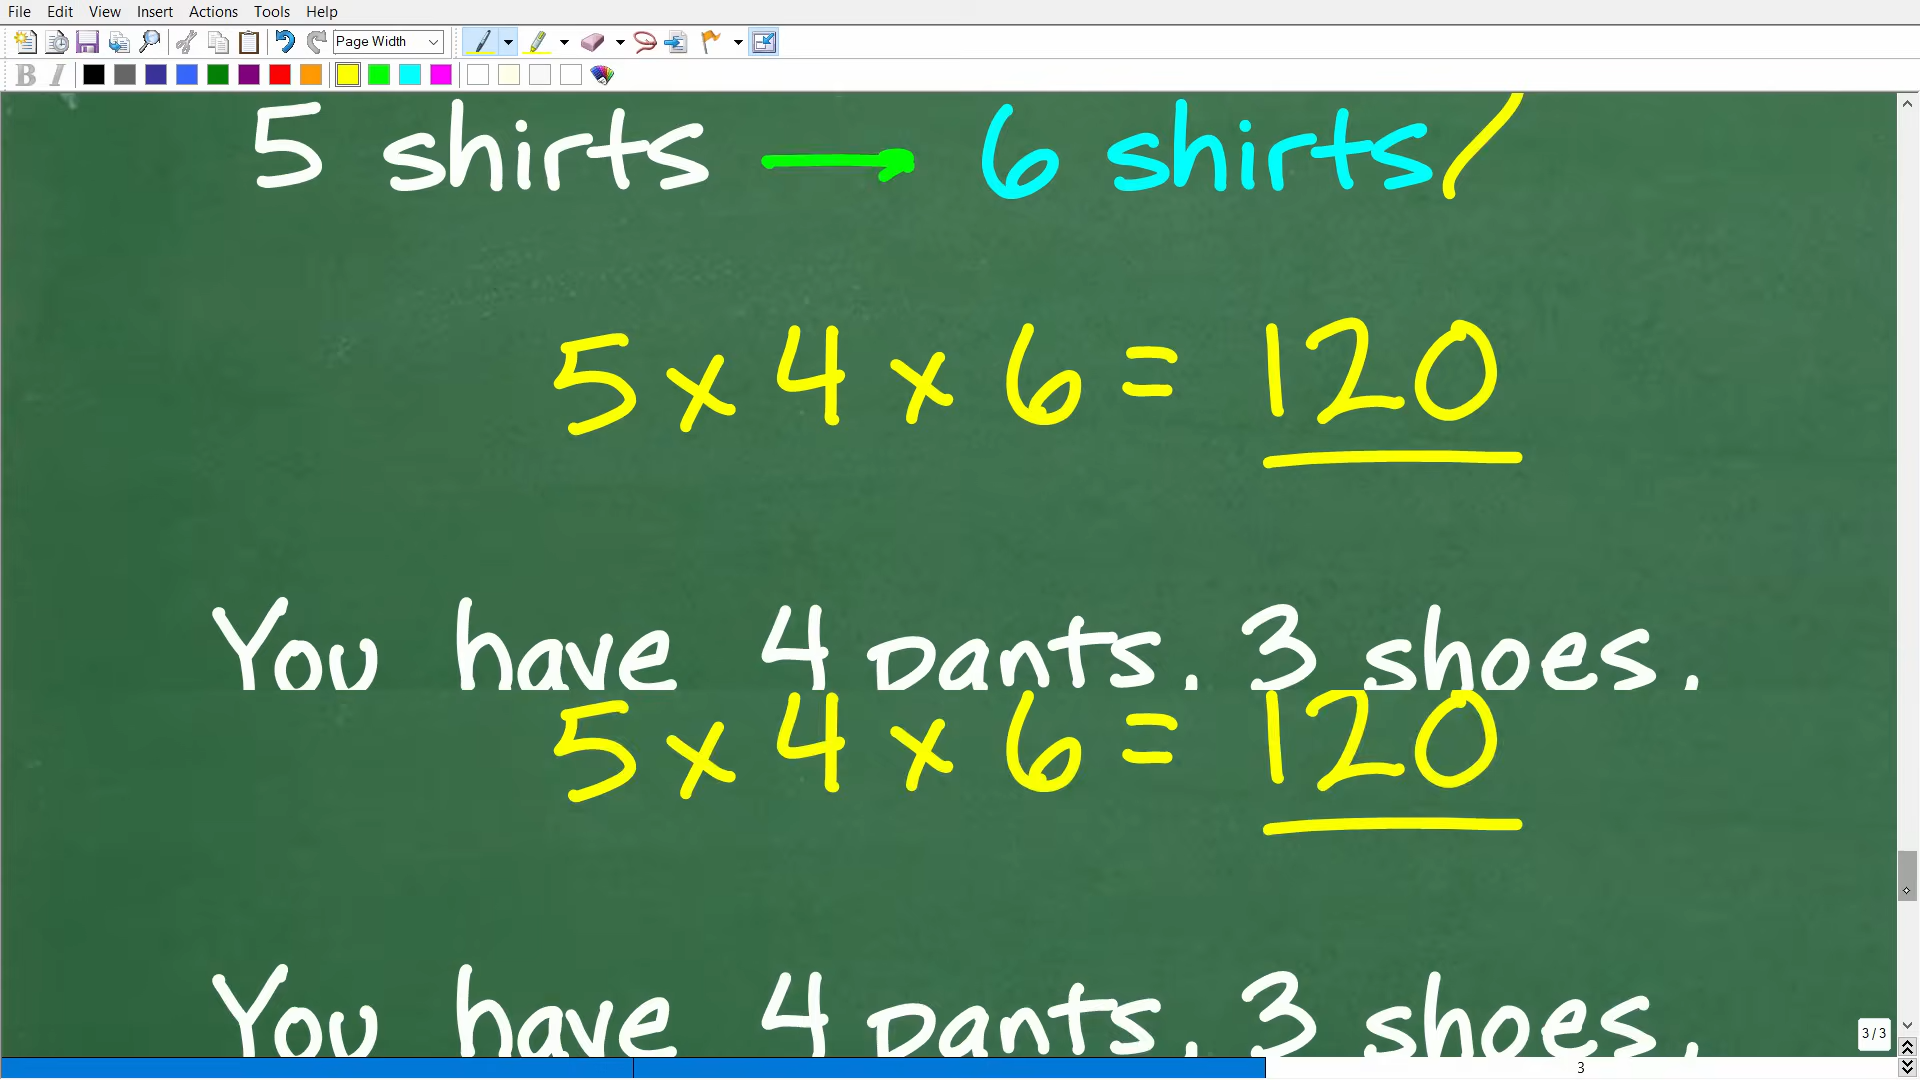 File Edit View Insert Actions Tools Help
Page Width
B I
5 shirts → 6 shirts
5 x 4 x 6 = 120
You have 4 pants, 3 shoes,
5 x 4 x 6 = 120
You have 4 pants, 3 shoes,
3 / 3
3